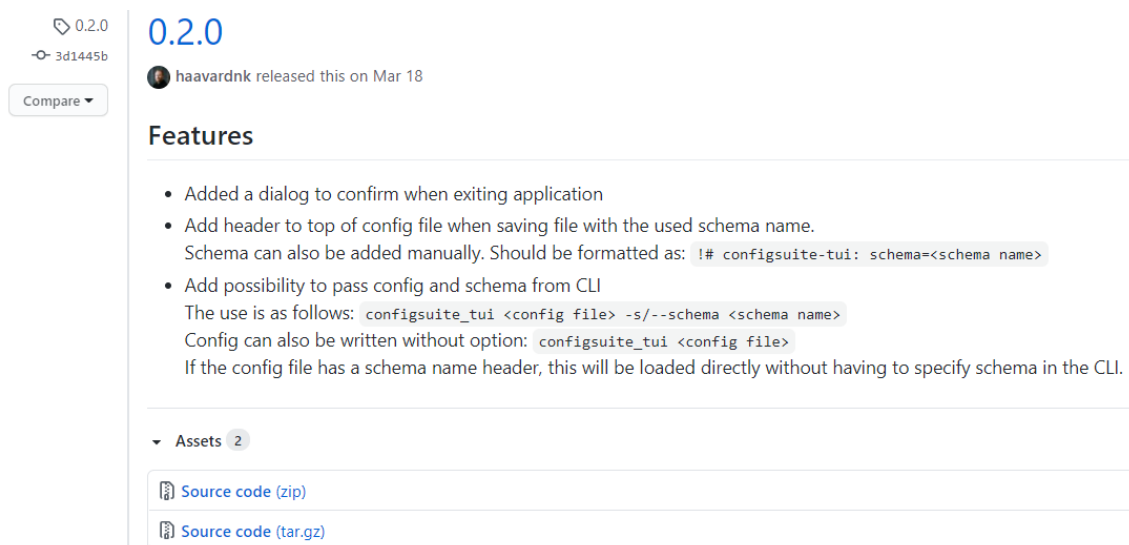 0.2.0
3d1445b
Compare
0.2.0
haavardnk released this on Mar 18
Features
Added a dialog to confirm when exiting application
Add header to top of config file when saving file with the used schema name.
Schema can also be added manually. Should be formatted as: !# configsuite-tui: schema=<schema name>
Add possibility to pass config and schema from CLI
The use is as follows: configsuite_tui <config file> -s/--schema <schema name>
Config can also be written without option: configsuite_tui <config file>
If the config file has a schema name header, this will be loaded directly without having to specify schema in the CLI.
Assets 2
Source code (zip)
Source code (tar.gz)